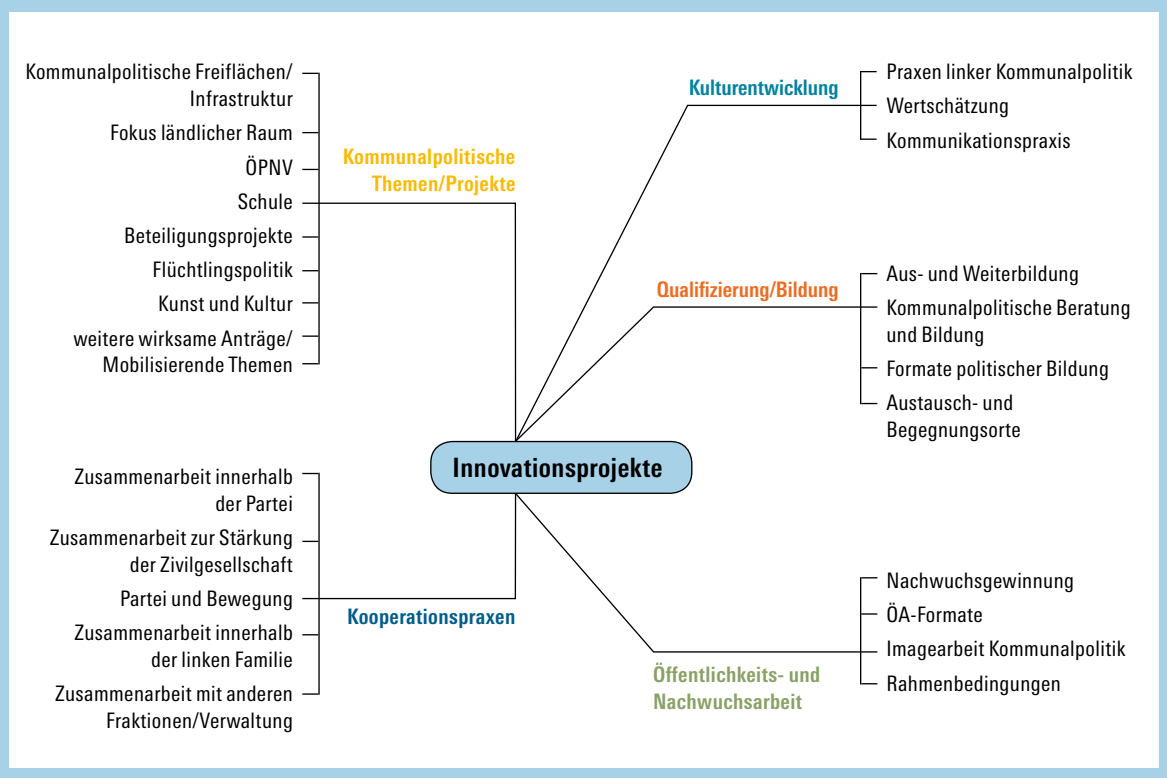 Kommunalpolitische Freiflächen/
Infrastruktur
Fokus ländlicher Raum
ÖPNV
Schule
Beteiligungsprojekte
Flüchtlingspolitik
Kunst und Kultur
weitere wirksame Anträge/
Mobilisierende Themen
Kommunalpolitische
Themen/Projekte
Kulturentwicklung
Praxen linker Kommunalpolitik
Wertschätzung
Kommunikationspraxis
Qualifizierung/Bildung
Aus- und Weiterbildung
Kommunalpolitische Beratung
und Bildung
Formate politischer Bildung
Austausch- und
Begegnungsorte
Innovationsprojekte
Zusammenarbeit innerhalb
der Partei
Zusammenarbeit zur Stärkung
der Zivilgesellschaft
Partei und Bewegung
Zusammenarbeit innerhalb
der linken Familie
Zusammenarbeit mit anderen
Fraktionen/Verwaltung
Kooperationspraxen
Öffentlichkeits- und
Nachwuchsarbeit
Nachwuchsgewinnung
ÖA-Formate
Imagearbeit Kommunalpolitik
Rahmenbedingungen